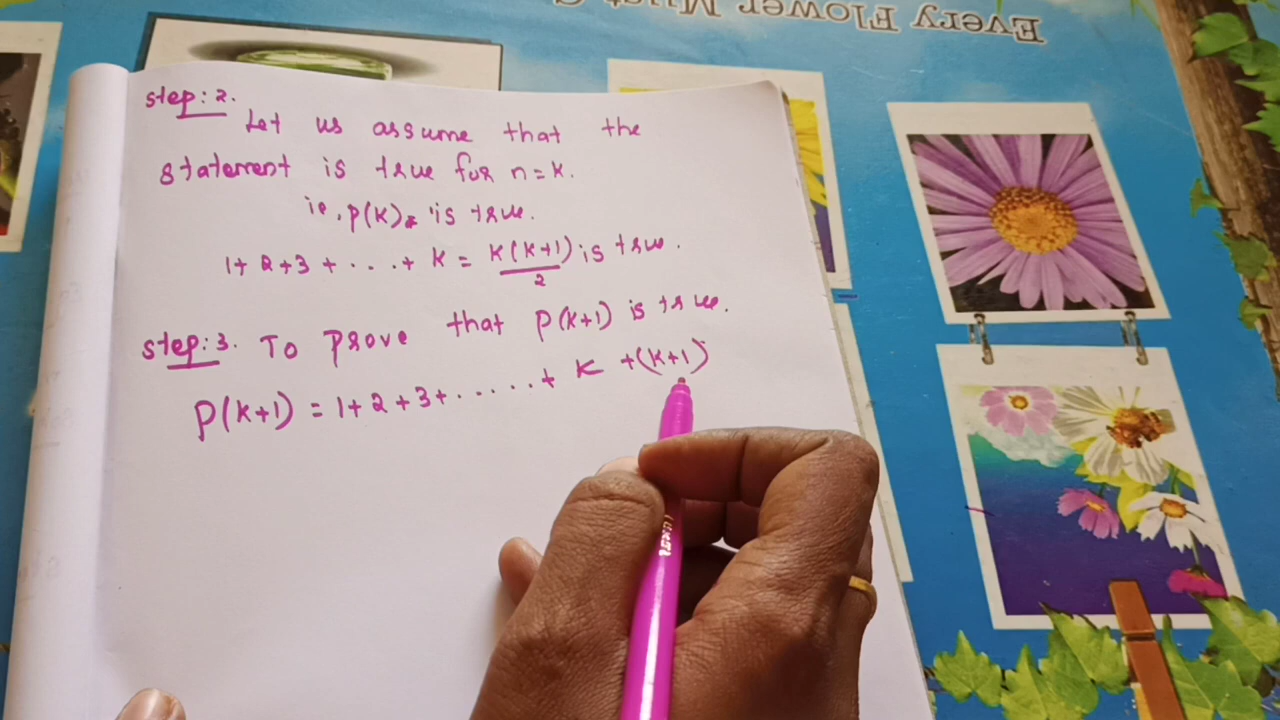 Every Flower Must G
step: 2.
Let us assume that the
statement is true for n = k.
ie, p(k) is true.
1+ 2+3 + . . . + k = k(k+1)/2 is true.
step: 3. To prove that p(k+1) is true.
p(k+1) = 1+ 2 +3+ . . . . . . + k +(k+1)